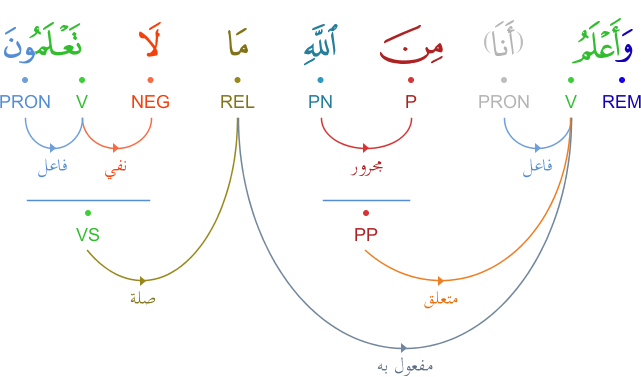 وَأَعْلَمُ (أَنَا) مِنَ ٱللَّهِ مَا لَا تَعْلَمُونَ
REM V PRON P PN REL NEG V PRON
فاعل مجرور نفي فاعل
PP VS
متعلق صلة
مفعول به